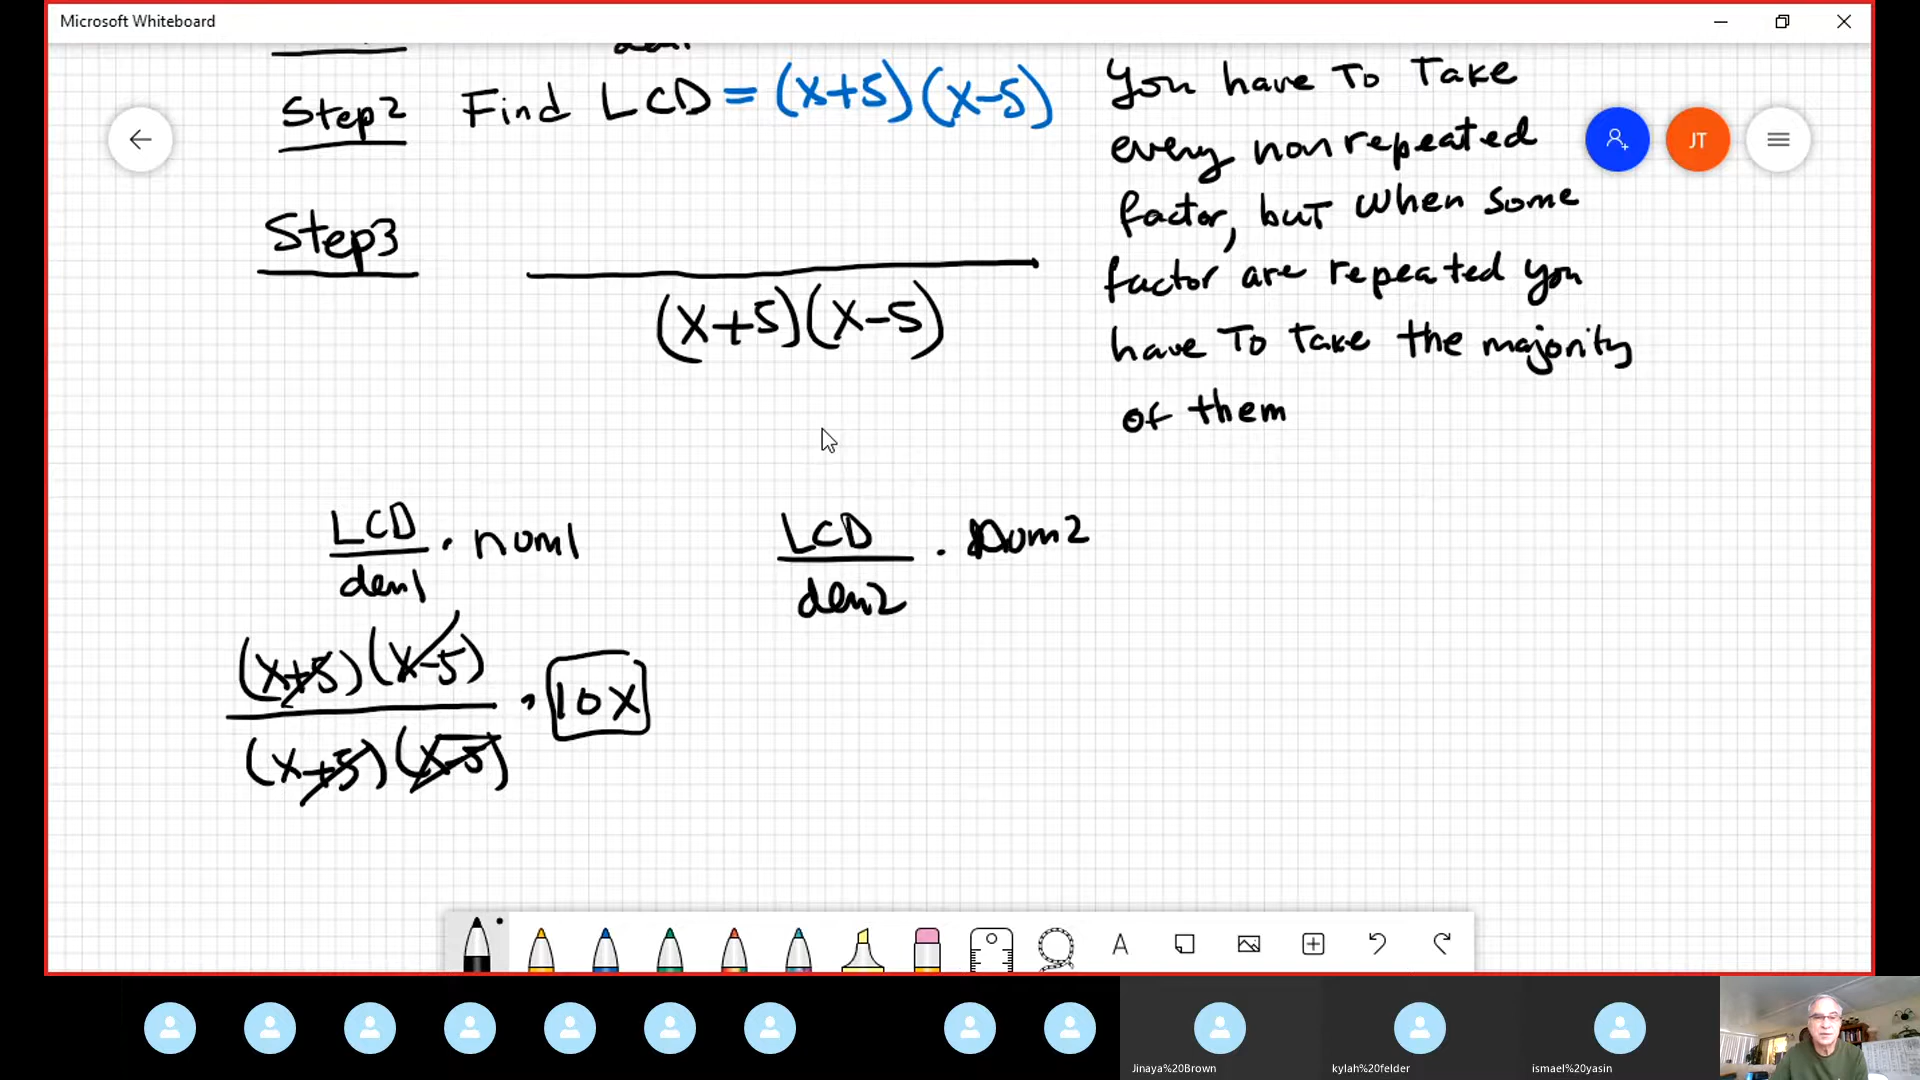 Microsoft Whiteboard
Step2 Find LCD = (x+5)(x-5)
You have To Take
every nonrepeated
factor, but when some
factor are repeated you
have To Take the majority
of them
JT
Step3
(x+5)(x-5)
LCD
den1
· num1
LCD
den2
· num2
(x+5)(x-5)
(x+5)(x-5)
· 10x
A
Jinaya%20Brown
kylah%20felder
ismael%20yasin